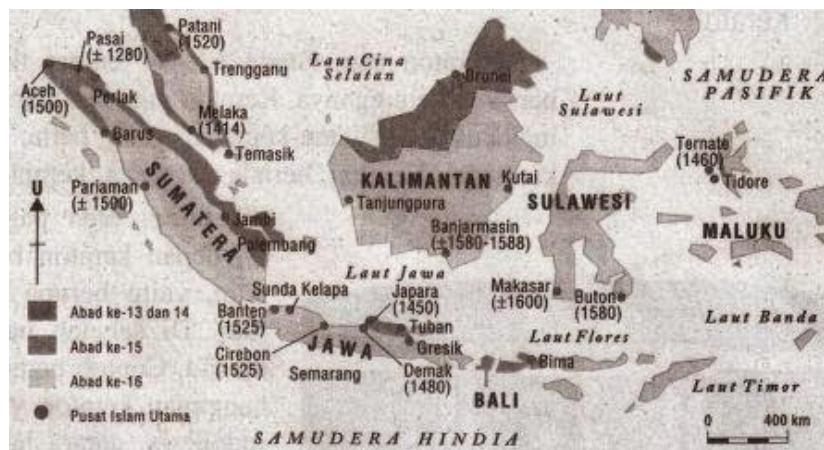 Patani
(1520)
Pasai
(± 1280)
Trengganu
Laut Cina
Selatan
Brunei
SAMUDERA
PASIFIK
Aceh
(1500)
Perlak
Melaka
(1414)
Laut
Sulawesi
Barus
Temasik
Ternate
(1460)
Tidore
U
Pariaman
(± 1500)
SUMATERA
KALIMANTAN
Kutai
SULAWESI
Tanjungpura
MALUKU
Jambi
Palembang
Banjarmasin
(±1580-1588)
Laut Jawa
Sunda Kelapa
Banten
(1525)
Japara
(1450)
Makasar
(±1600)
Buton
(1580)
Abad ke-13 dan 14
Tuban
Laut Banda
Abad ke-15
Cirebon
(1525)
JAWA
Gresik
Laut Flores
Bima
Abad ke-16
Semarang
Demak
(1480)
BALI
Laut Timor
Pusat Islam Utama
0 400 km
SAMUDERA HINDIA